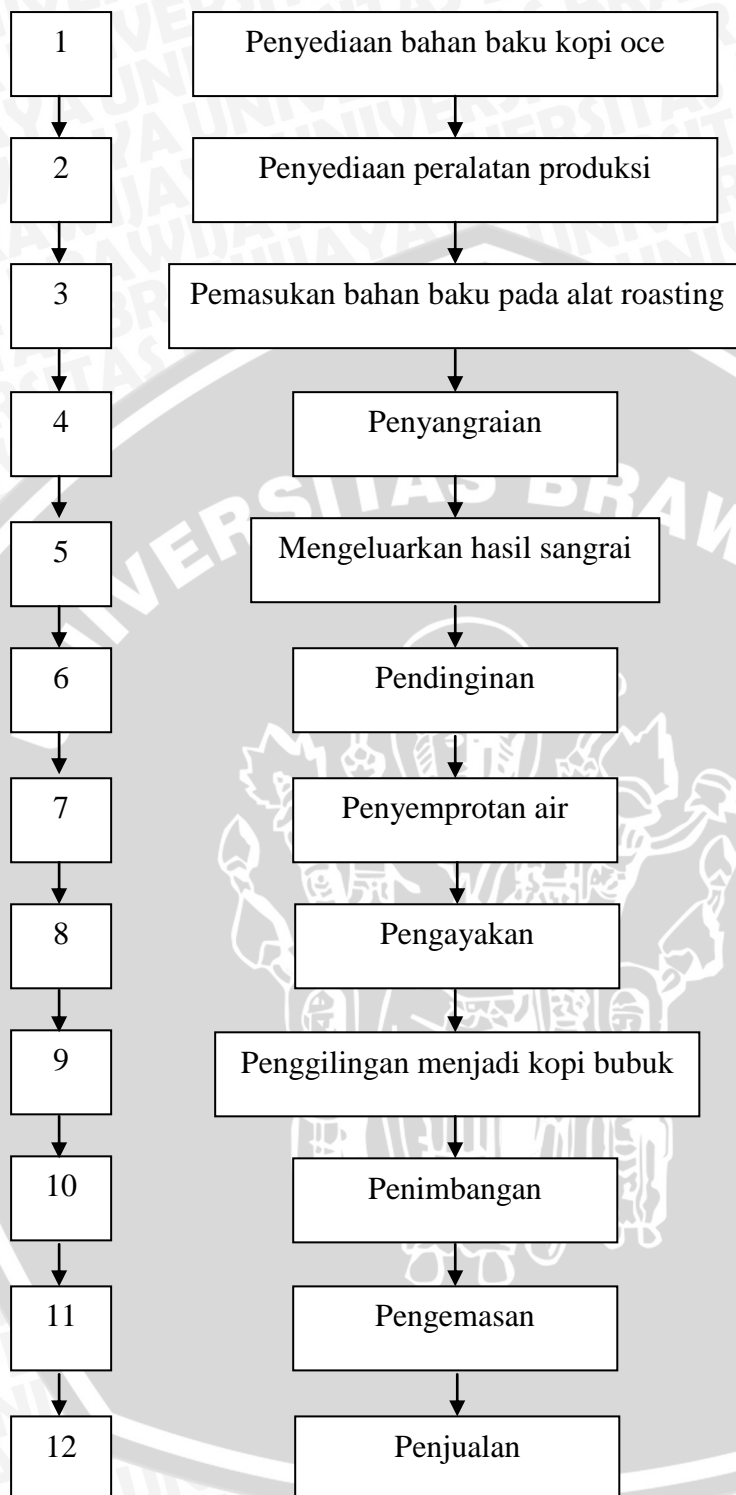 1 Penyediaan bahan baku kopi oce
2 Penyediaan peralatan produksi
3 Pemasukan bahan baku pada alat roasting
4 Penyangraian
5 Mengeluarkan hasil sangrai
6 Pendinginan
7 Penyemprotan air
8 Pengayakan
9 Penggilingan menjadi kopi bubuk
10 Penimbangan
11 Pengemasan
12 Penjualan